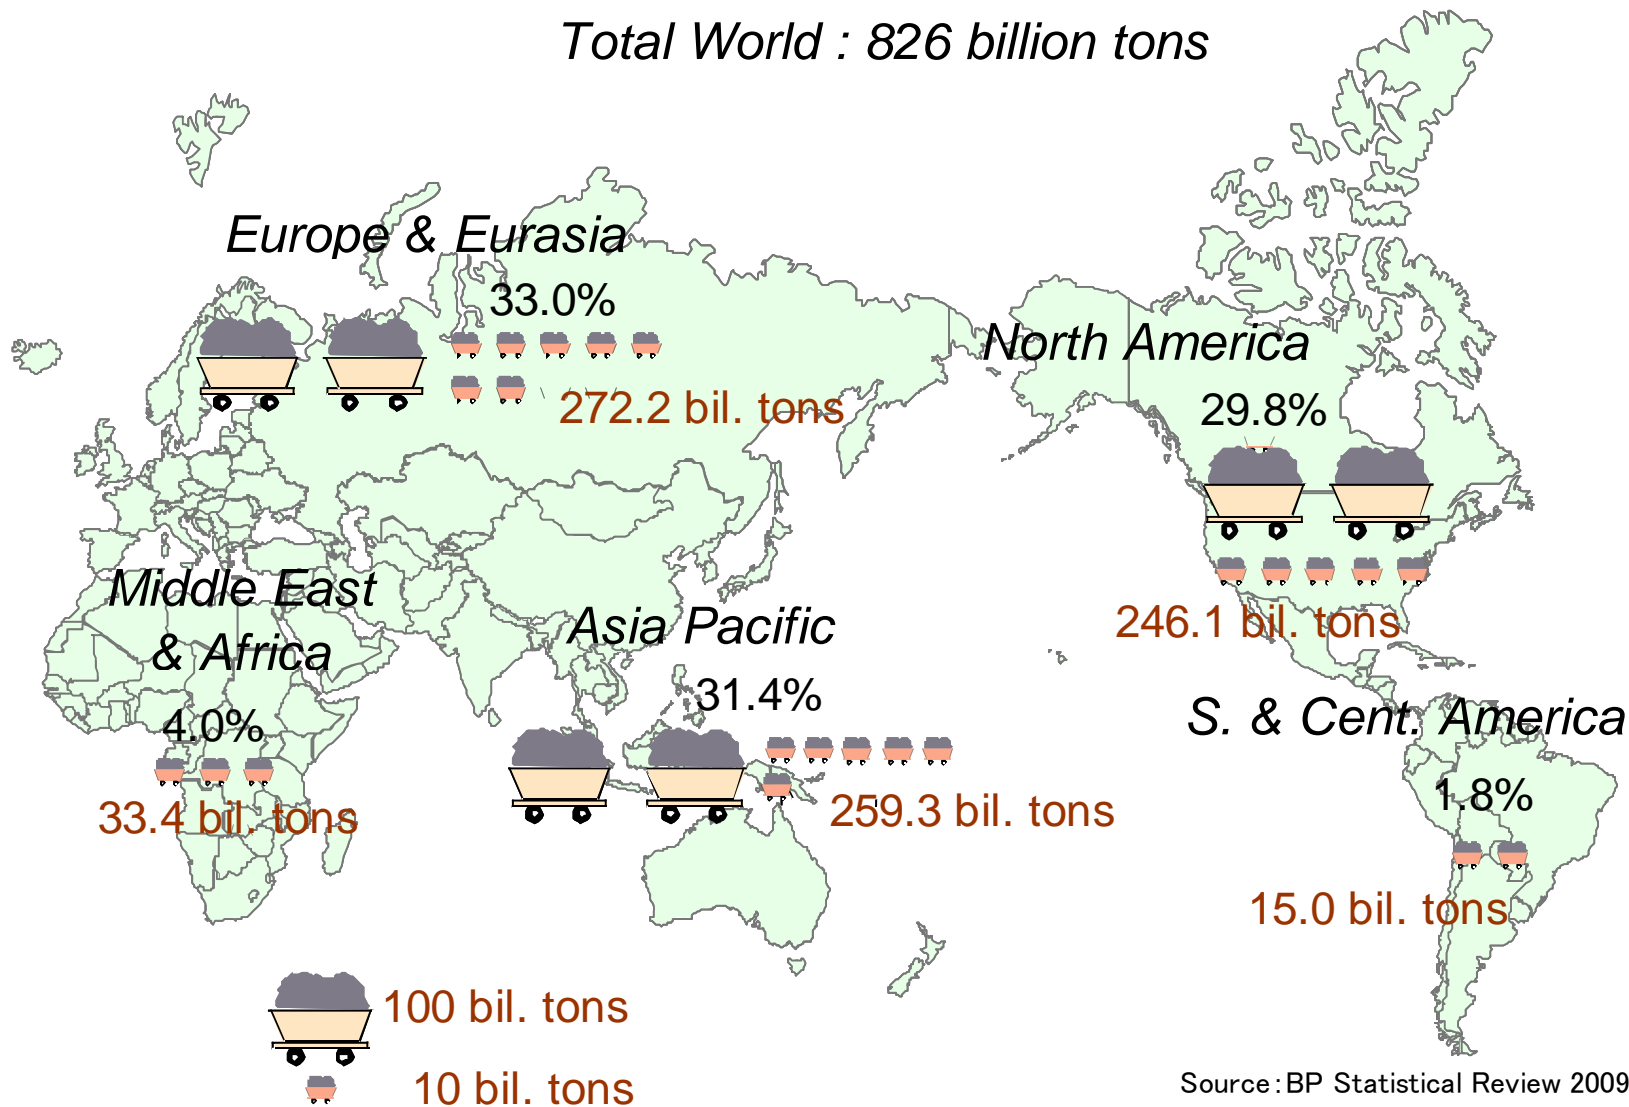 Total World : 826 billion tons
Europe & Eurasia
33.0%
272.2 bil. tons
North America
29.8%
246.1 bil. tons
Middle East
& Africa
4.0%
33.4 bil. tons
Asia Pacific
31.4%
259.3 bil. tons
S. & Cent. America
1.8%
15.0 bil. tons
100 bil. tons
10 bil. tons
Source:BP Statistical Review 2009